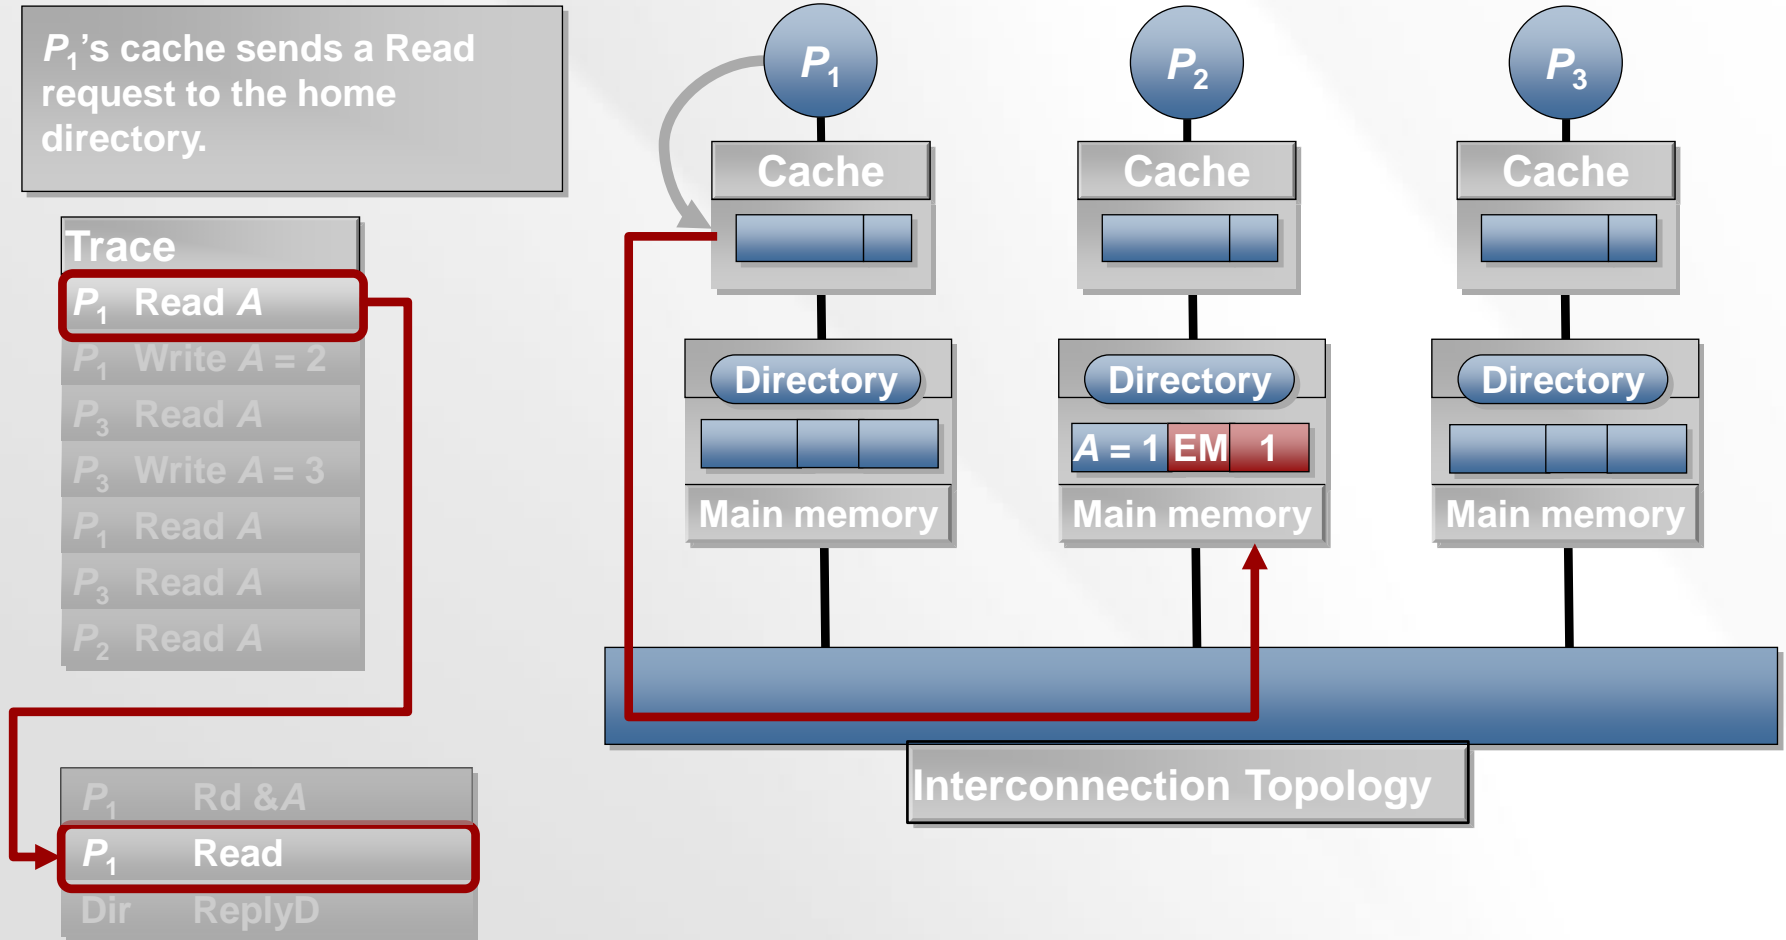 P1's cache sends a Read
request to the home
directory.
Trace
P1 Read A
P1 Write A = 2
P3 Read A
P3 Write A = 3
P1 Read A
P3 Read A
P2 Read A
P1 Rd &A
P1 Read
Dir ReplyD
P1 P2 P3
Cache Cache Cache
Directory Directory Directory
A = 1 EM 1
Main memory Main memory Main memory
Interconnection Topology